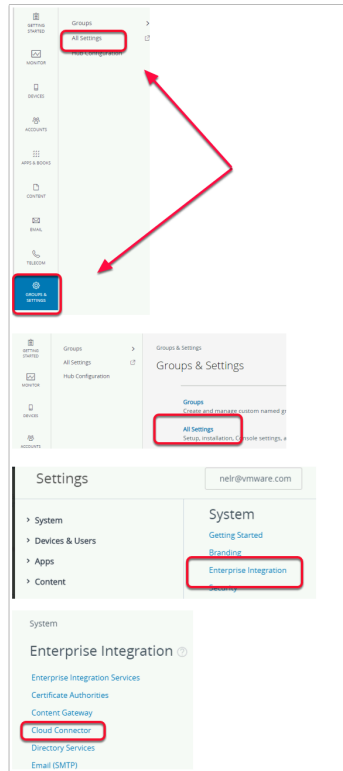 GETTING
STARTED
Groups
All Settings
Hub Configuration
MONITOR
DEVICES
ACCOUNTS
APPS & BOOKS
CONTENT
EMAIL
TELECOM
GROUPS &
SETTINGS
GETTING
STARTED
MONITOR
DEVICES
ACCOUNTS
Groups
All Settings
Hub Configuration
Groups & Settings
Groups & Settings
Groups
Create and manage custom named gr
All Settings
Setup, installation, Console settings, a
Settings
nelr@vmware.com
> System
> Devices & Users
> Apps
> Content
System
Getting Started
Branding
Enterprise Integration
Security
System
Enterprise Integration ?
Enterprise Integration Services
Certificate Authorities
Content Gateway
Cloud Connector
Directory Services
Email (SMTP)